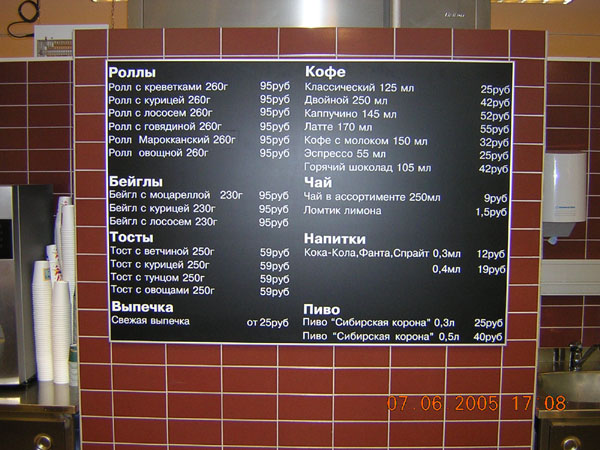 Роллы
Ролл с креветками 260г 95руб
Ролл с курицей 260г 95руб
Ролл с лососем 260г 95руб
Ролл с говядиной 260г 95руб
Ролл Марокканский 260г 95руб
Ролл овощной 260г 95руб
Бейглы
Бейгл с моцареллой 230г 95руб
Бейгл с курицей 230г 95руб
Бейгл с лососем 230г 95руб
Тосты
Тост с ветчиной 250г 59руб
Тост с курицей 250г 59руб
Тост с тунцом 250г 59руб
Тост с овощами 250г 59руб
Выпечка
Свежая выпечка от 25руб
Кофе
Классический 125 мл 25руб
Двойной 250 мл 42руб
Каппучино 145 мл 52руб
Латте 170 мл 55руб
Кофе с молоком 150 мл 32руб
Эспрессо 55 мл 25руб
Горячий шоколад 105 мл 42руб
Чай
Чай в ассортименте 250мл 9руб
Ломтик лимона 1,5руб
Напитки
Кока-Кола,Фанта,Спрайт 0,3мл 12руб
0,4мл 19руб
Пиво
Пиво "Сибирская корона" 0,3л 25руб
Пиво "Сибирская корона" 0,5л 40руб
07.06 2005 17:08